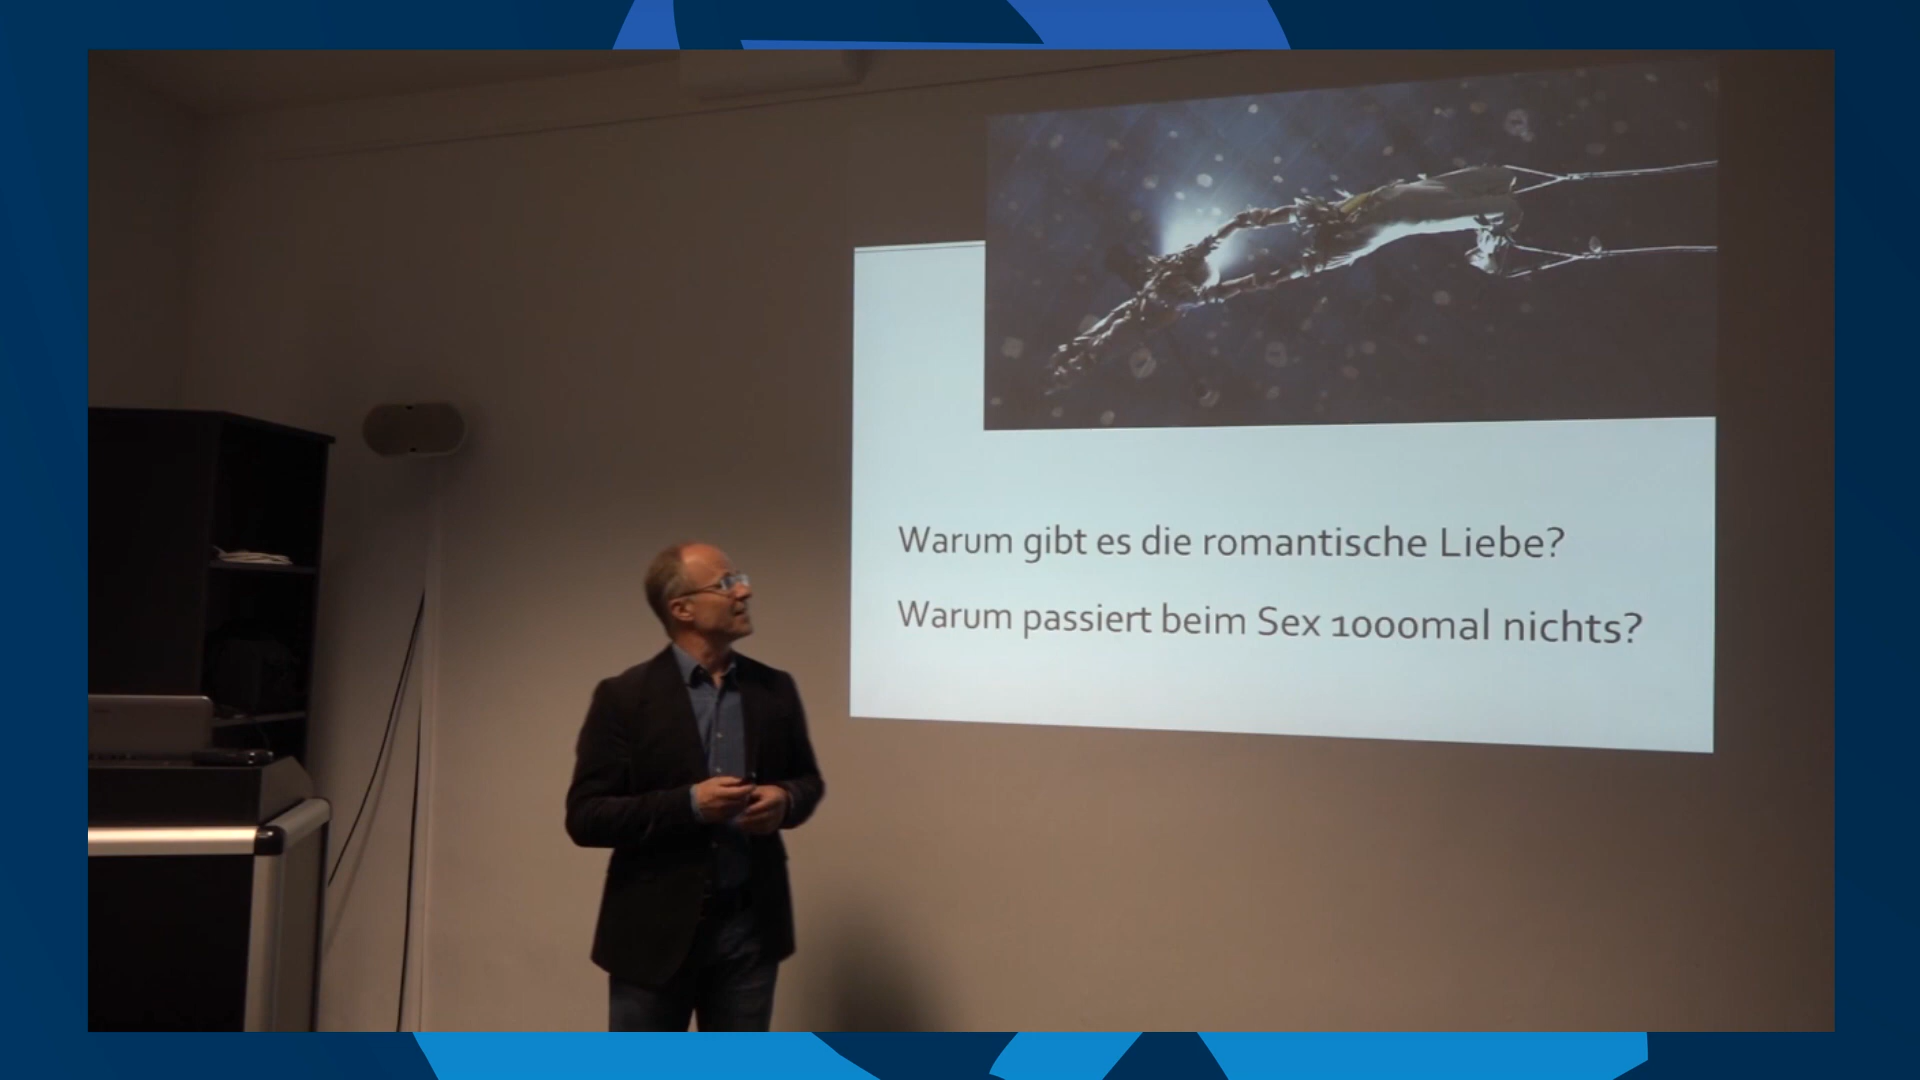 Warum gibt es die romantische Liebe?
Warum passiert beim Sex 1000mal nichts?